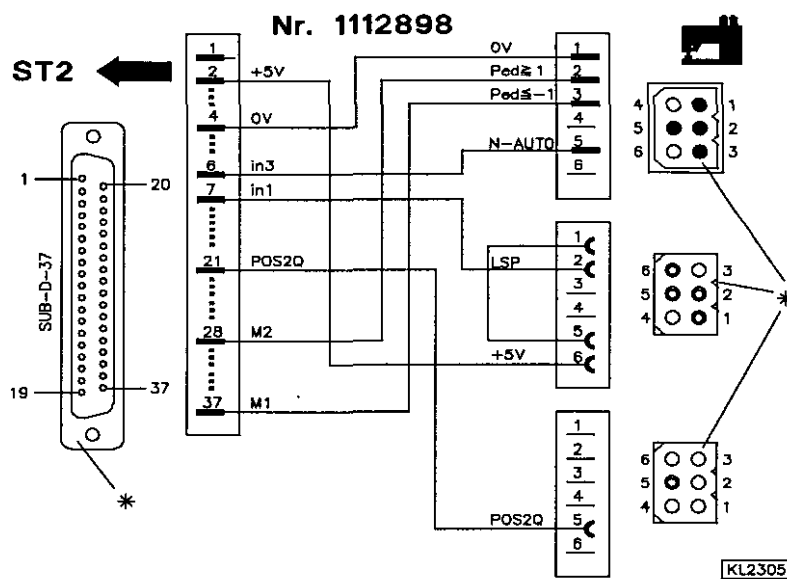 Nr. 1112898
ST2
1
20
SUB-D-37
19
37
*
1
2 +5V
4 0V
6 in3
7 in1
21 POS2Q
28 M2
37 M1
0V 1
Ped≧1 2
Ped≦-1 3
4
N-AUTO 5
6
1
LSP 2
3
4
5
+5V 6
1
2
3
4
POS2Q 5
6
4 1
5 2
6 3
6 3
5 2
4 1
*
6 3
5 2
4 1
KL2305